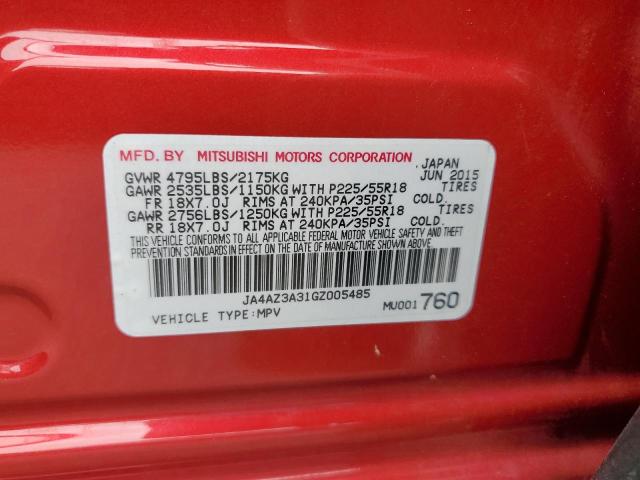 MFD. BY MITSUBISHI MOTORS CORPORATION JAPAN
GVWR 4795LBS/2175KG JUN 2015
GAWR 2535LBS/1150KG WITH P225/55R18 TIRES
FR 18X7.0J RIMS AT 240KPA/35PSI COLD.
GAWR 2756LBS/1250KG WITH P225/55R18 TIRES
RR 18X7.0J RIMS AT 240KPA/35PSI COLD.
THIS VEHICLE CONFORMS TO ALL APPLICABLE FEDERAL MOTOR VEHICLE SAFETY AND THEFT
PREVENTION STANDARDS IN EFFECT ON THE DATE OF MANUFACTURE SHOWN ABOVE.
JA4AZ3A31GZ005485
VEHICLE TYPE:MPV MU001760